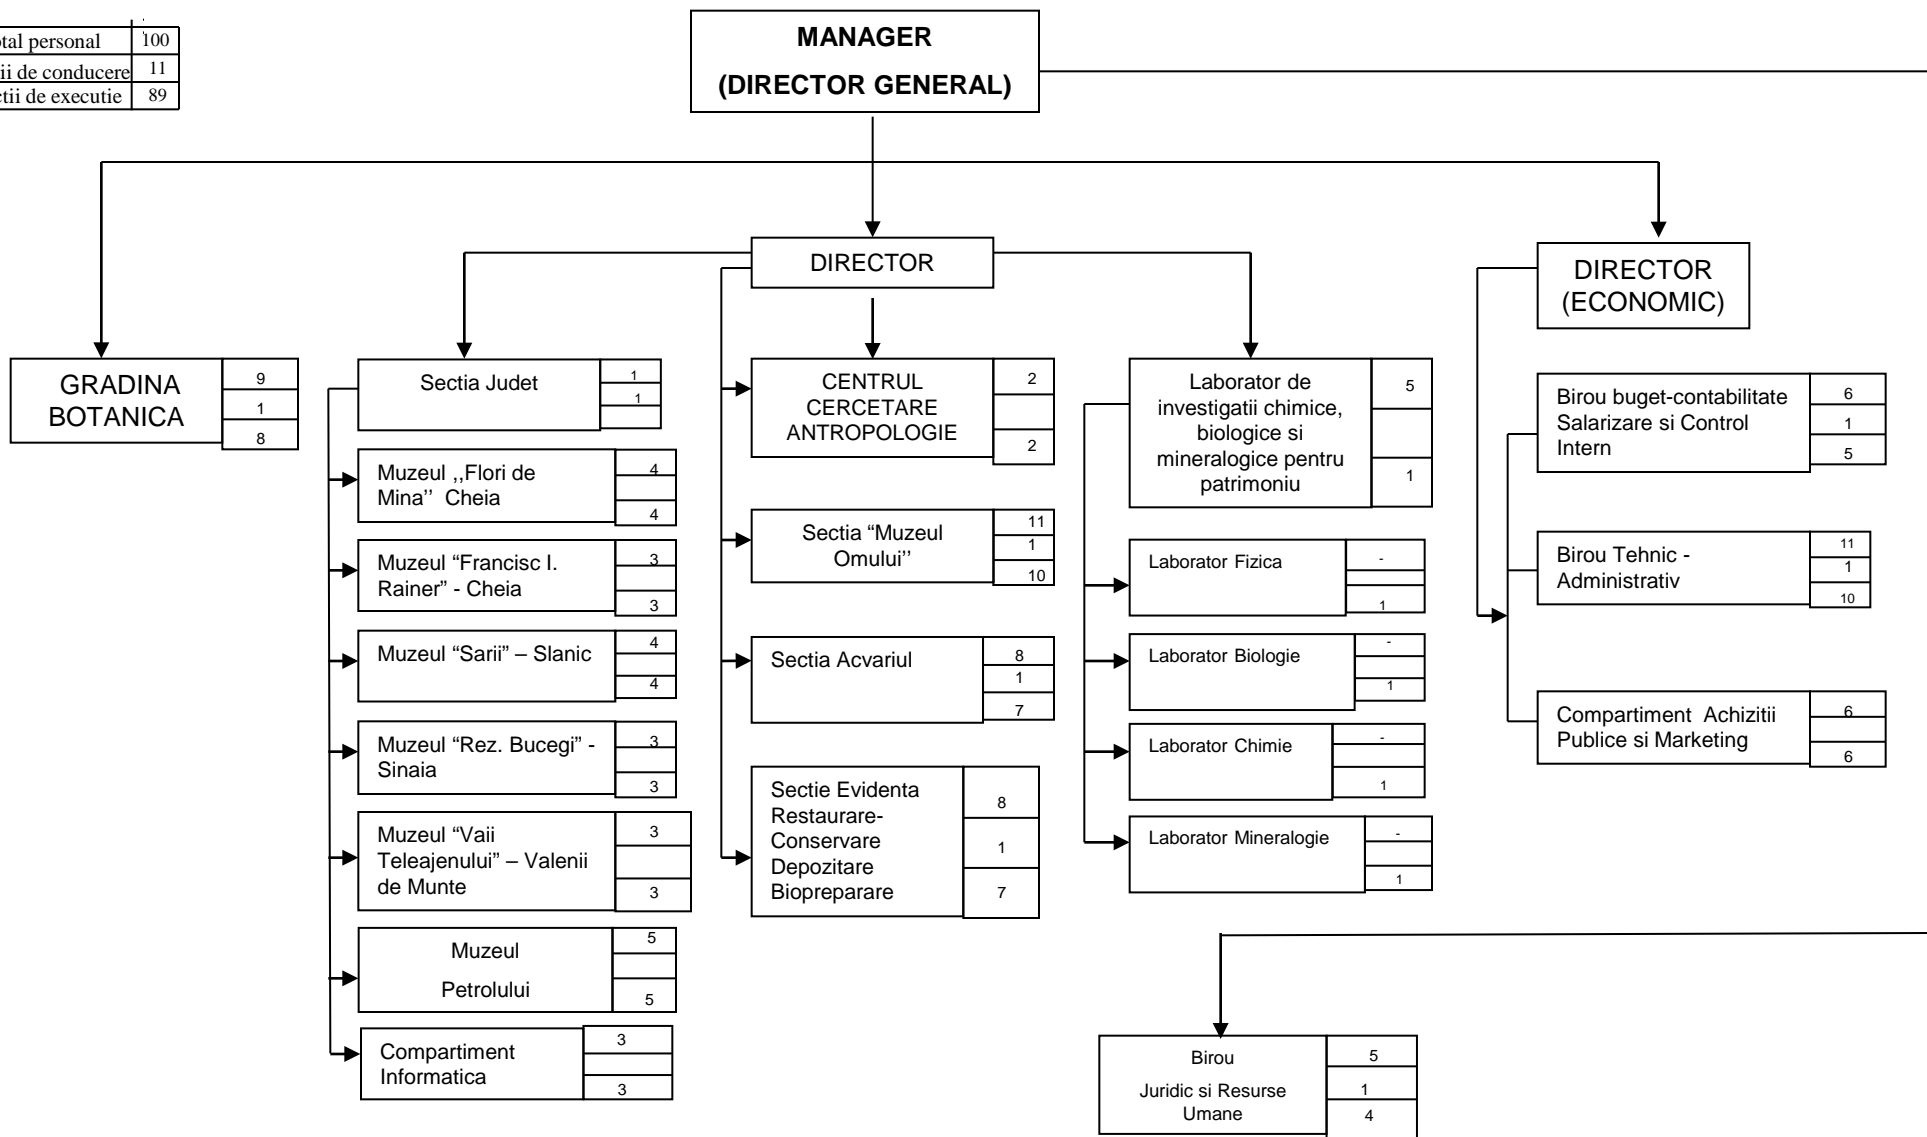 tal personal 100
ii de conducere 11
tii de executie 89
MANAGER
(DIRECTOR GENERAL)
DIRECTOR
DIRECTOR
(ECONOMIC)
GRADINA
BOTANICA
9
1
8
Sectia Judet
1
1
Muzeul ,,Flori de
Mina’’ Cheia
4
4
Muzeul “Francisc I.
Rainer” - Cheia
3
3
Muzeul “Sarii” – Slanic
4
4
Muzeul “Rez. Bucegi” -
Sinaia
3
3
Muzeul “Vaii
Teleajenului” – Valenii
de Munte
3
3
Muzeul
Petrolului
5
5
Compartiment
Informatica
3
3
CENTRUL
CERCETARE
ANTROPOLOGIE
2
2
Sectia “Muzeul
Omului’’
11
1
10
Sectia Acvariul
8
1
7
Sectie Evidenta
Restaurare-
Conservare
Depozitare
Biopreparare
8
1
7
Laborator de
investigatii chimice,
biologice si
mineralogice pentru
patrimoniu
5
1
Laborator Fizica
-
1
Laborator Biologie
-
1
Laborator Chimie
-
1
Laborator Mineralogie
-
1
Birou buget-contabilitate
Salarizare si Control
Intern
6
1
5
Birou Tehnic -
Administrativ
11
1
10
Compartiment Achizitii
Publice si Marketing
6
6
Birou
Juridic si Resurse
Umane
5
1
4